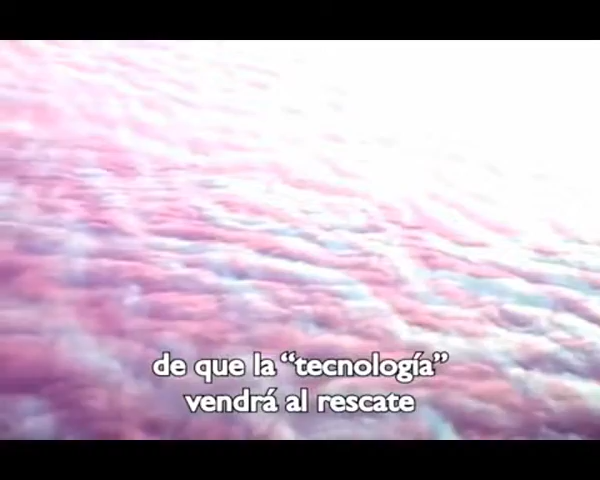 de que la “tecnología”
vendrá al rescate